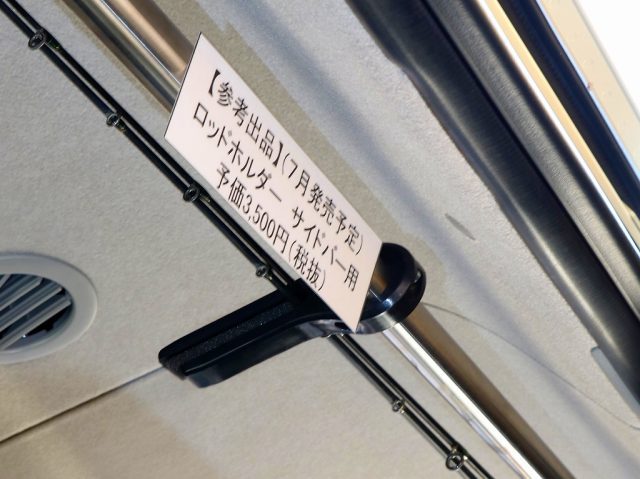 【参考出品】(7月発売予定)
ロッドホルダー サイドバー用
予価3,500円(税抜)